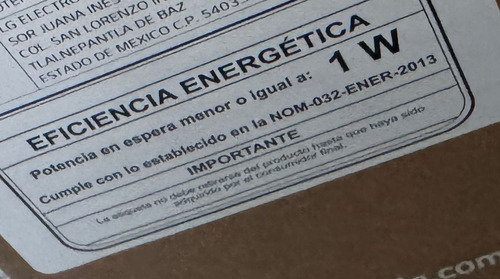 LG ELECTRO
SOR JUANA INÉS
COL. SAN LORENZO
TLALNEPANTLA DE BAZ
ESTADO DE MEXICO C.P. 5403
EFICIENCIA ENERGÉTICA
Potencia en espera menor o igual a: 1 W
Cumple con lo establecido en la NOM-032-ENER-2013
IMPORTANTE
La etiqueta no debe retirarse del producto hasta que haya sido
adquirido por el consumidor final.
.com